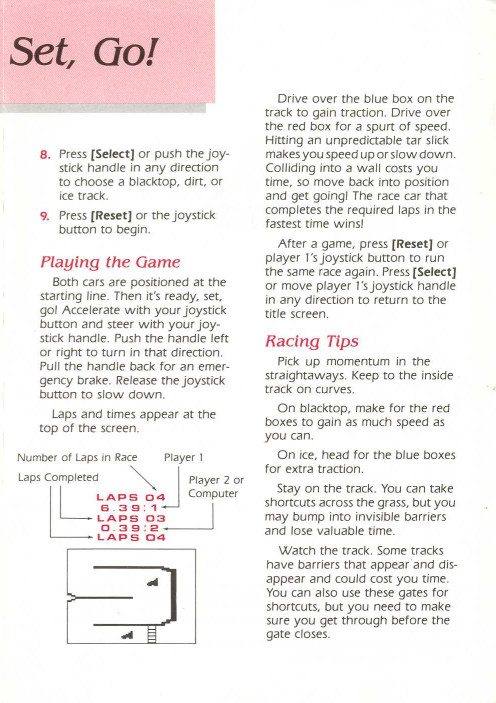 Set, Go!
8. Press [Select] or push the joy-
stick handle in any direction
to choose a blacktop, dirt, or
ice track.
9. Press [Reset] or the joystick
button to begin.
Playing the Game
Both cars are positioned at the
starting line. Then it's ready, set,
go! Accelerate with your joystick
button and steer with your joy-
stick handle. Push the handle left
or right to turn in that direction.
Pull the handle back for an emer-
gency brake. Release the joystick
button to slow down.
Laps and times appear at the
top of the screen.
Number of Laps in Race
Player 1
Laps Completed
Player 2 or
Computer
LAPS 04
6.39:1
LAPS 03
0.39:2
LAPS 04
Drive over the blue box on the
track to gain traction. Drive over
the red box for a spurt of speed.
Hitting an unpredictable tar slick
makes you speed up or slow down.
Colliding into a wall costs you
time, so move back into position
and get going! The race car that
completes the required laps in the
fastest time wins!
After a game, press [Reset] or
player 1's joystick button to run
the same race again. Press [Select]
or move player 1's joystick handle
in any direction to return to the
title screen.
Racing Tips
Pick up momentum in the
straightaways. Keep to the inside
track on curves.
On blacktop, make for the red
boxes to gain as much speed as
you can.
On ice, head for the blue boxes
for extra traction.
Stay on the track. You can take
shortcuts across the grass, but you
may bump into invisible barriers
and lose valuable time.
Watch the track. Some tracks
have barriers that appear and dis-
appear and could cost you time.
You can also use these gates for
shortcuts, but you need to make
sure you get through before the
gate closes.